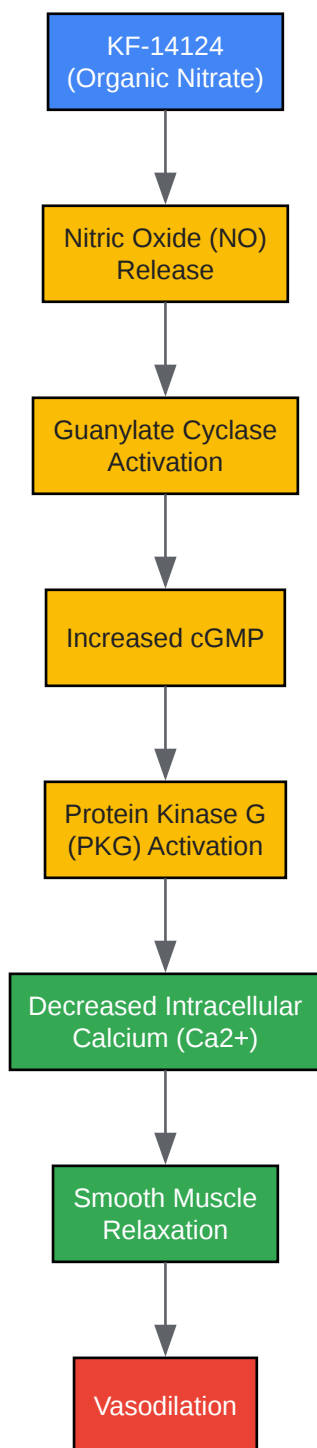 KF-14124
(Organic Nitrate)
Nitric Oxide (NO)
Release
Guanylate Cyclase
Activation
Increased cGMP
Protein Kinase G
(PKG) Activation
Decreased Intracellular
Calcium (Ca2+)
Smooth Muscle
Relaxation
Vasodilation